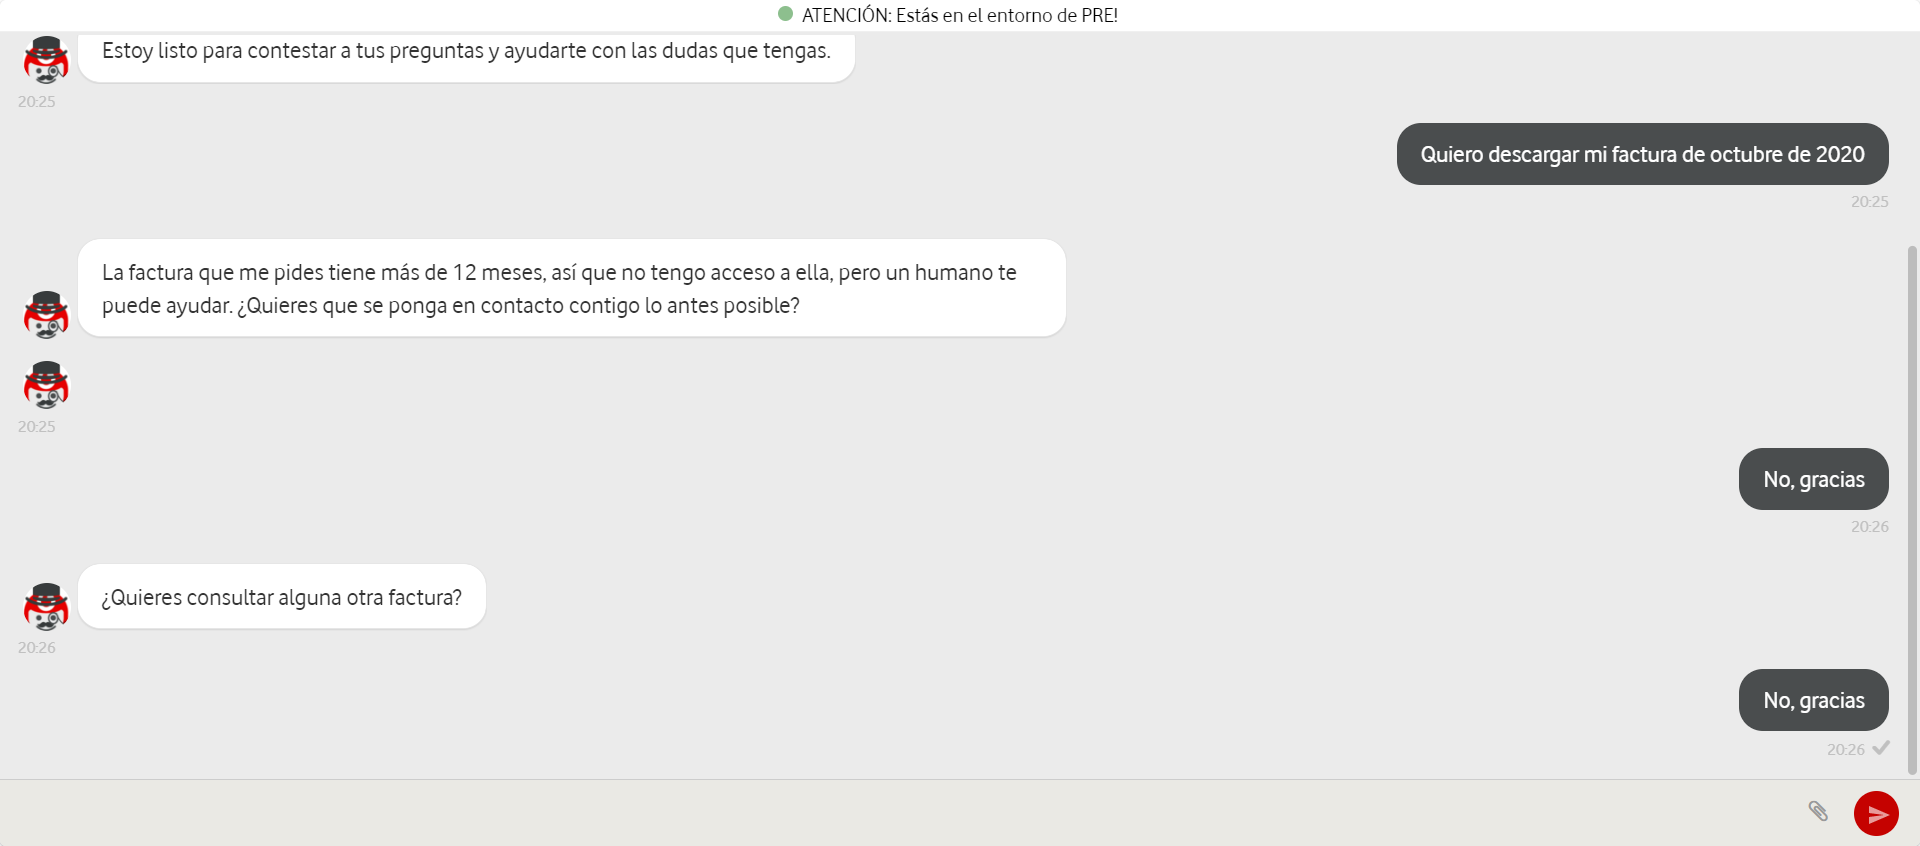 ATENCIÓN: Estás en el entorno de PRE!
Estoy listo para contestar a tus preguntas y ayudarte con las dudas que tengas.
20:25
Quiero descargar mi factura de octubre de 2020
20:25
La factura que me pides tiene más de 12 meses, así que no tengo acceso a ella, pero un humano te
puede ayudar. ¿Quieres que se ponga en contacto contigo lo antes posible?
20:25
No, gracias
20:26
¿Quieres consultar alguna otra factura?
20:26
No, gracias
20:26